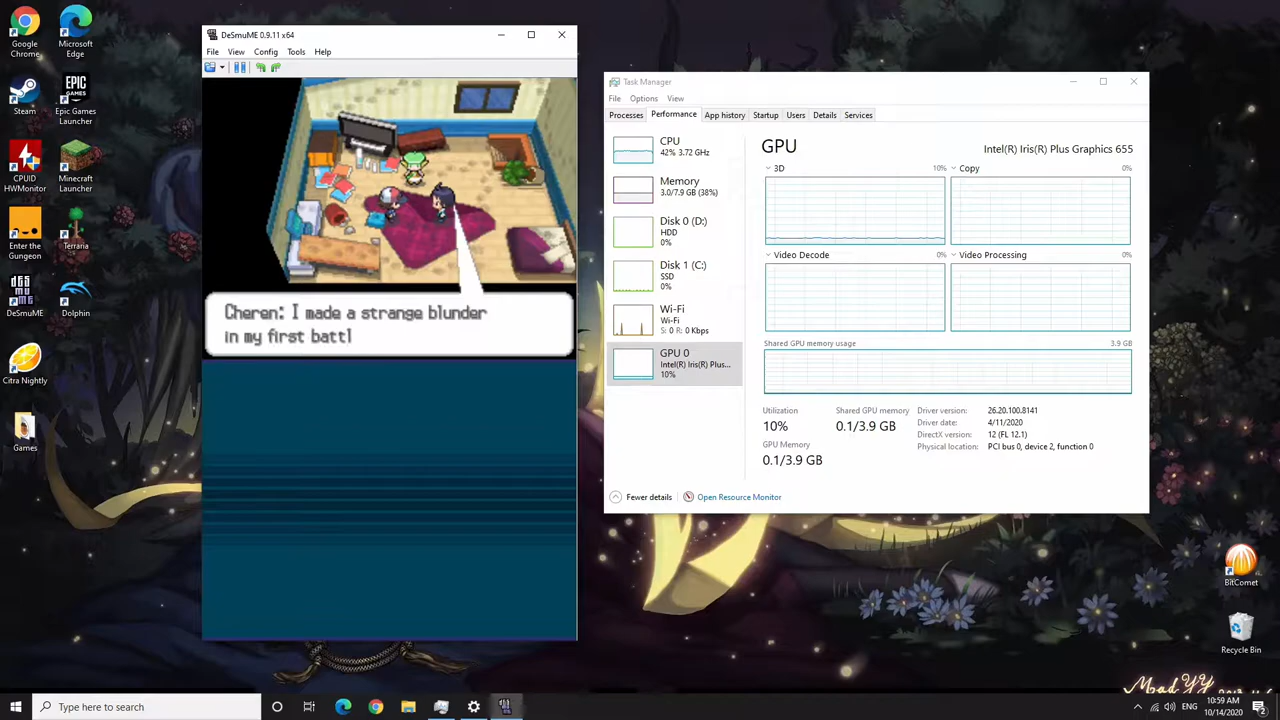 Google
Chrome
Microsoft
Edge
Steam
Epic Games
Launcher
CPUID
HWMonitor
Minecraft
Launcher
Enter the
Gungeon
Terraria
DeSmuME
Dolphin
Citra Nightly
Games
DeSmuME 0.9.11 x64
File View Config Tools Help
Cheren: I made a strange blunder
in my first battl
Task Manager
File Options View
Processes Performance App history Startup Users Details Services
CPU
42% 3.72 GHz
Memory
3.0/7.9 GB (38%)
Disk 0 (D:)
HDD
0%
Disk 1 (C:)
SSD
0%
Wi-Fi
Wi-Fi
S: 0 R: 0 Kbps
GPU 0
Intel(R) Iris(R) Plus...
10%
GPU Intel(R) Iris(R) Plus Graphics 655
3D 10% Copy 0%
Video Decode 0% Video Processing 0%
Shared GPU memory usage 3.9 GB
Utilization
10%
Shared GPU memory
0.1/3.9 GB
GPU Memory
0.1/3.9 GB
Driver version: 26.20.100.8141
Driver date: 4/11/2020
DirectX version: 12 (FL 12.1)
Physical location: PCI bus 0, device 2, function 0
Fewer details Open Resource Monitor
BitComet
Recycle Bin
Type here to search
ENG
10:59 AM
10/14/2020
2